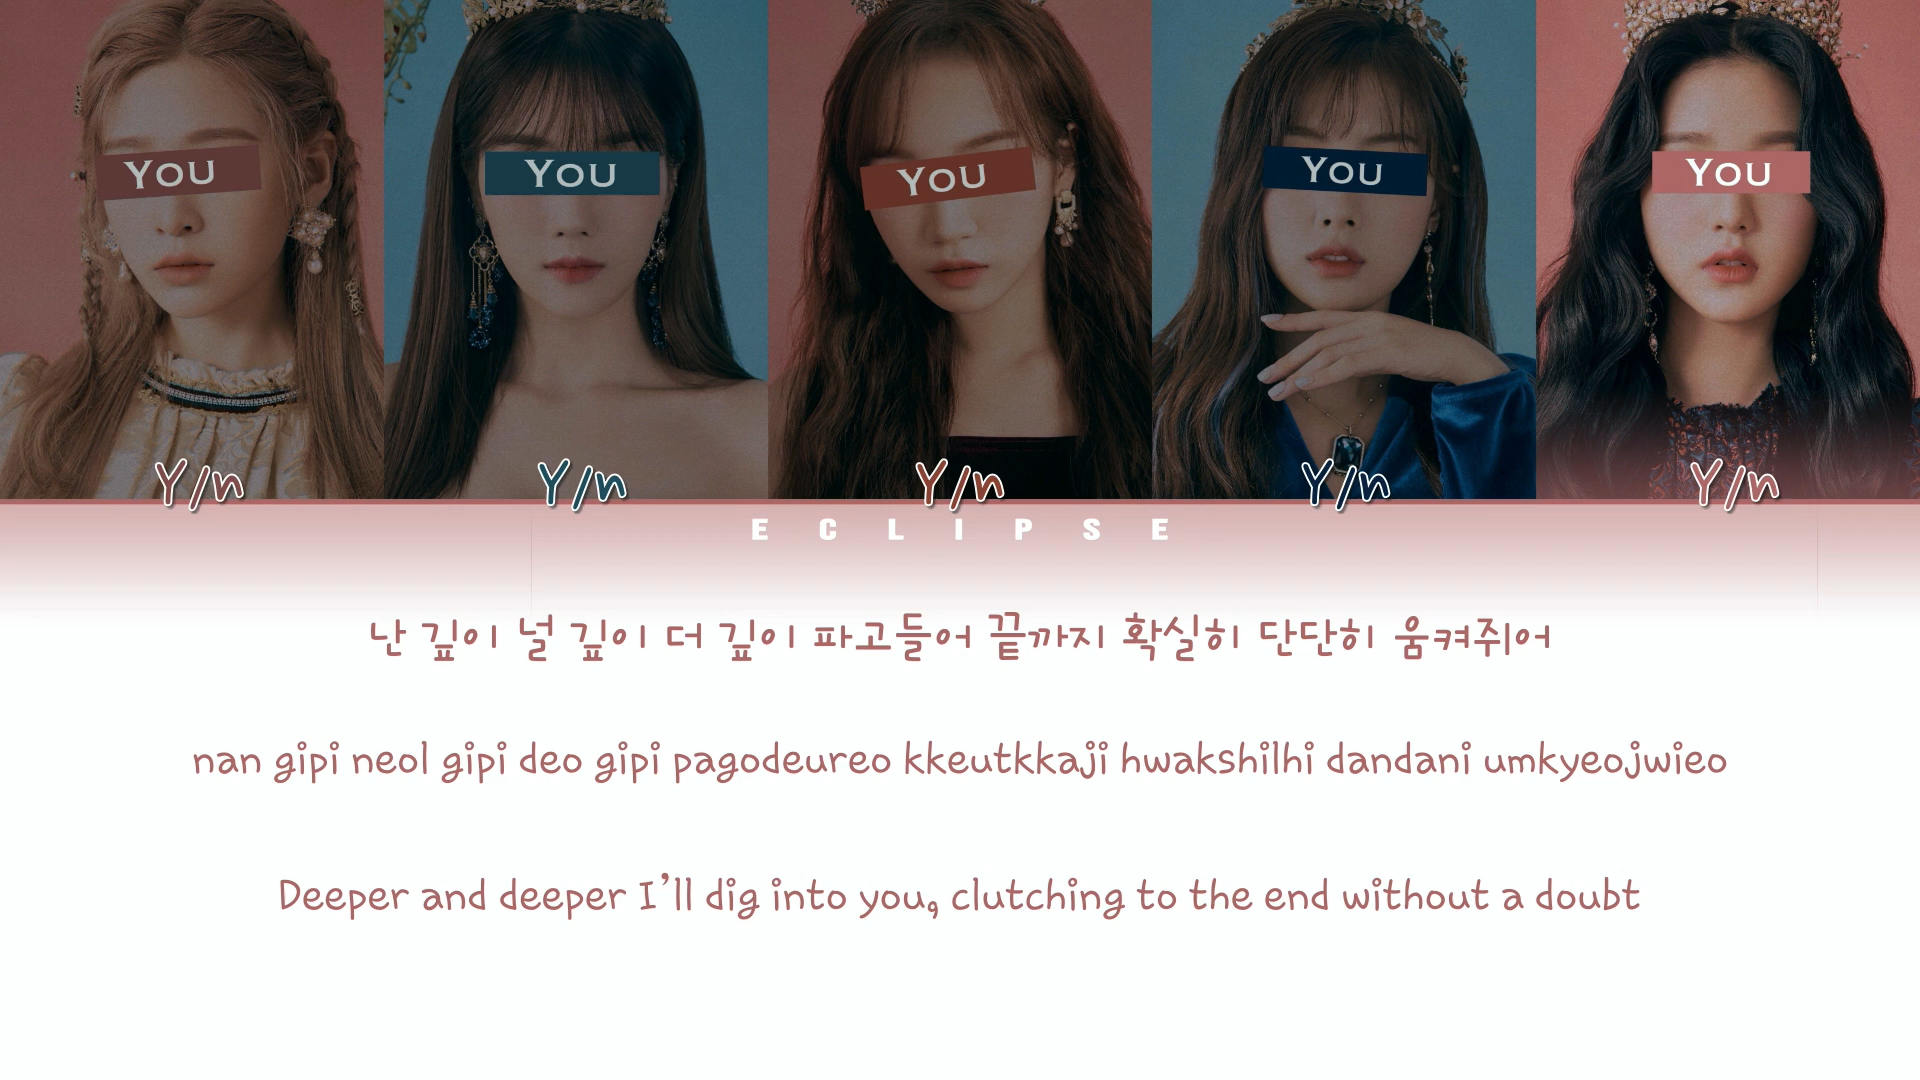 You You You You You
Y/n Y/n Y/n Y/n Y/n
ECLIPSE
난 깊이 널 깊이 더 깊이 파고들어 끝까지 확실히 단단히 움켜쥐어
nan gipi neol gipi deo gipi pagodeureo kkeutkkaji hwakshilhi dandani umkyeojwieo
Deeper and deeper I'll dig into you, clutching to the end without a doubt